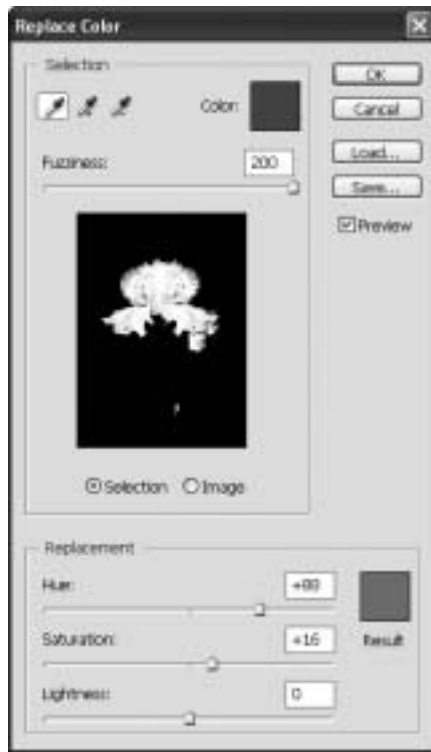 Replace Color
Selection
OK
Color:
Cancel
Fuzziness:
200
Load...
Save...
Preview
Selection
Image
Replacement
Hue:
Saturation:
+16
Result
Lightness:
0